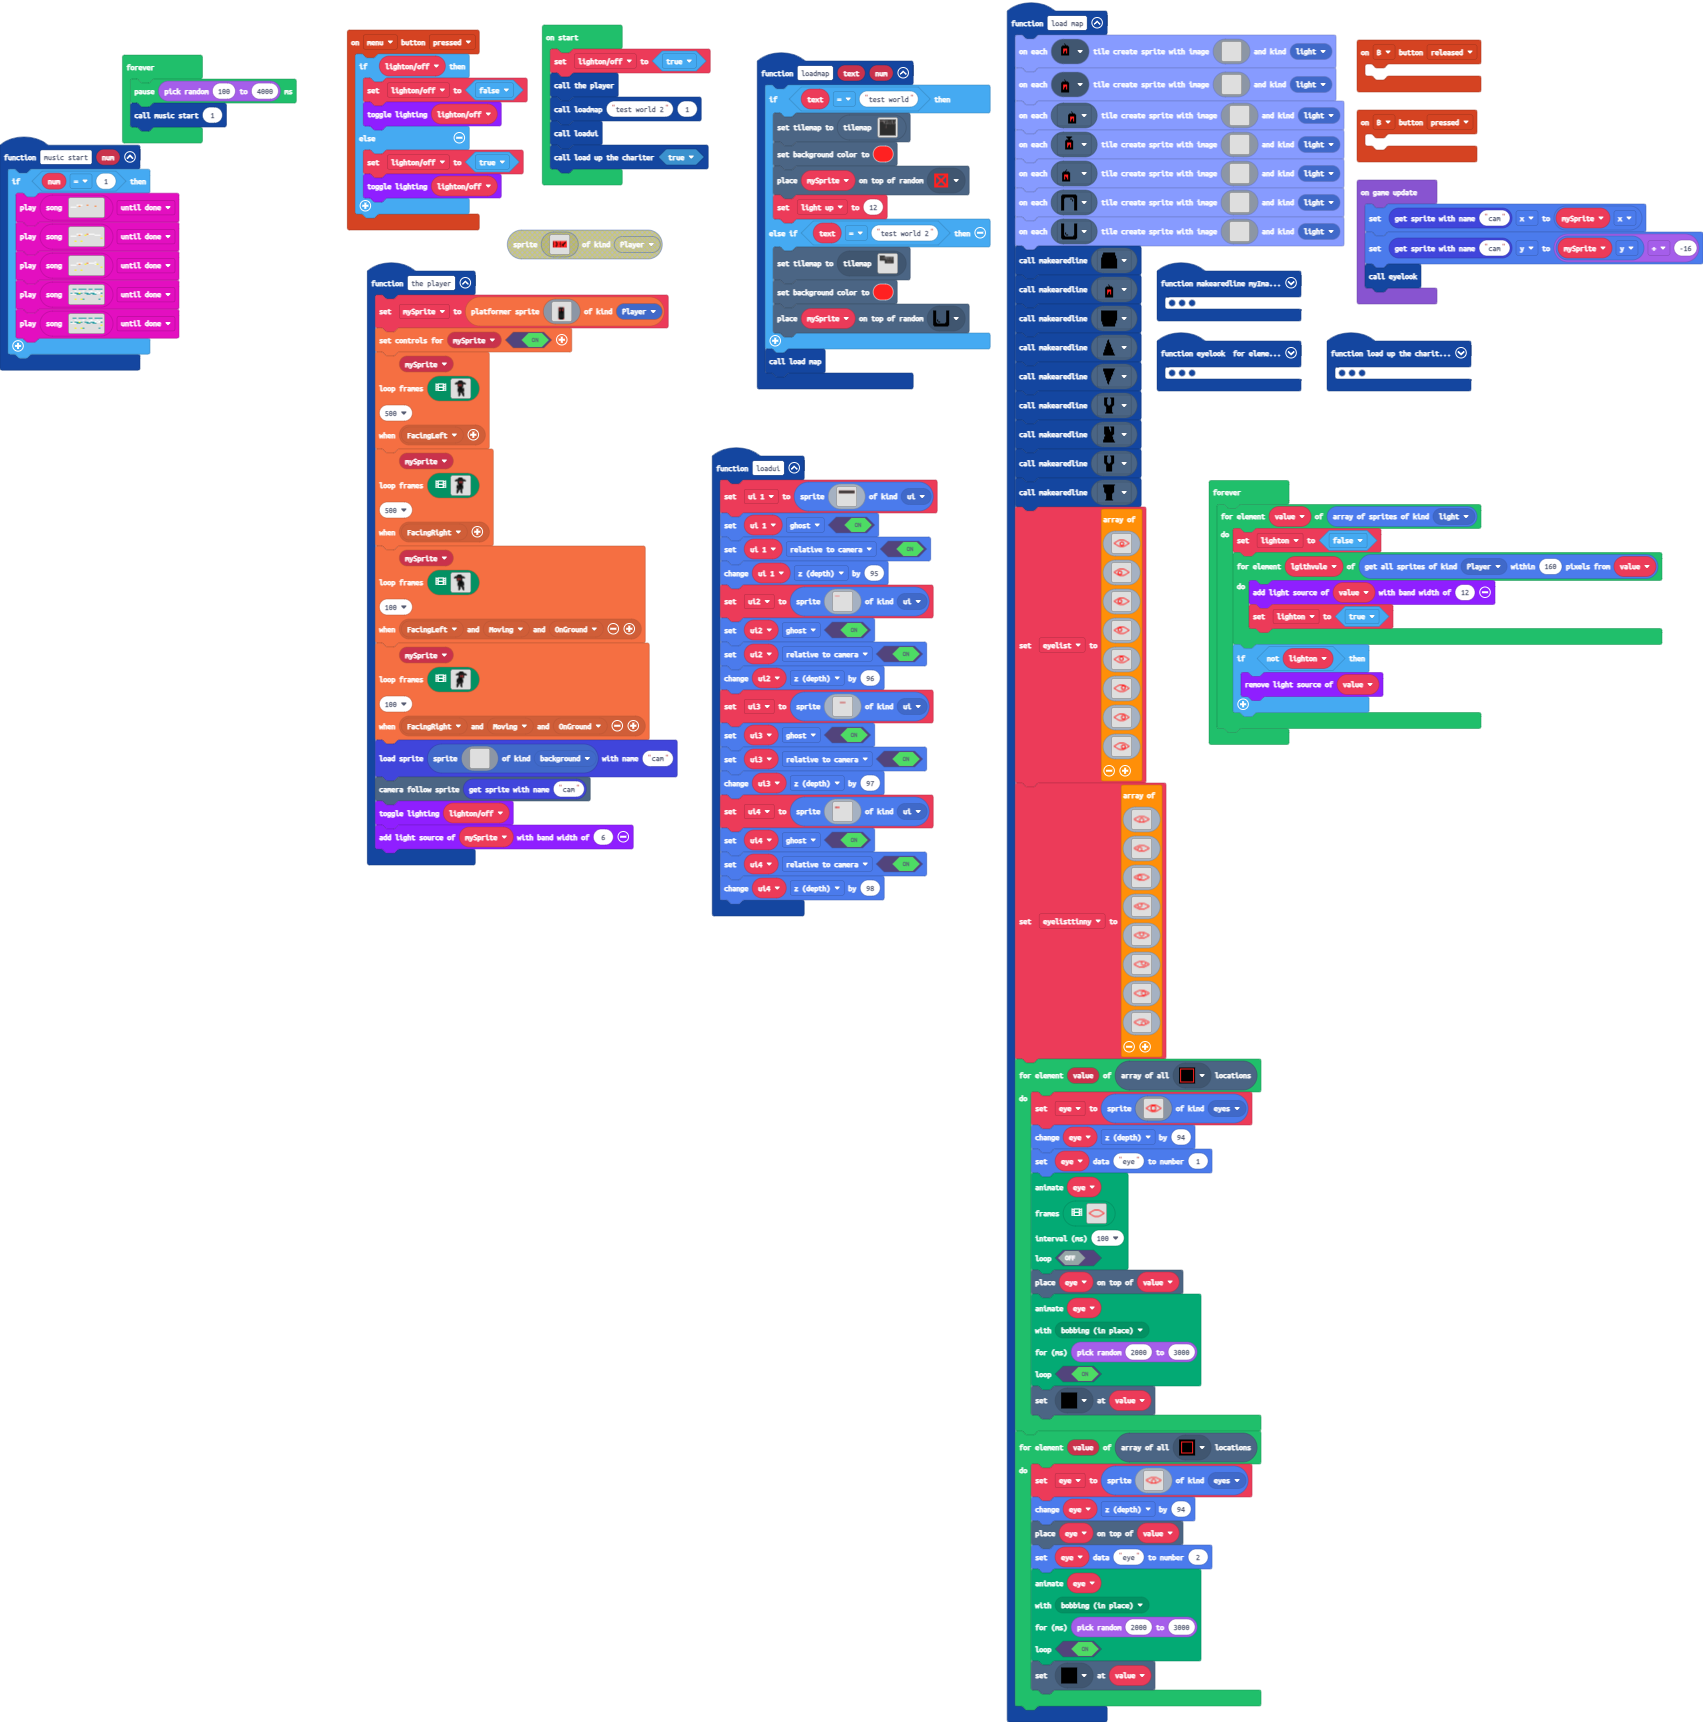 forever
pause pick random 100 to 4000 ms
call music start 1
function music start num
if num = 1 then
play song until done
play song until done
play song until done
play song until done
play song until done
on menu button pressed
if lighton/off then
set lighton/off to false
toggle lighting lighton/off
else
set lighton/off to true
toggle lighting lighton/off
on start
set lighton/off to true
call the player
call loadmap "test world 2" 1
call loadui
call load up the chariter true
sprite of kind Player
function the player
set mySprite to platformer sprite of kind Player
set controls for mySprite ON
mySprite
loop frames
500
when FacingLeft
mySprite
loop frames
500
when FacingRight
mySprite
loop frames
100
when FacingLeft and Moving and OnGround
mySprite
loop frames
100
when FacingRight and Moving and OnGround
load sprite sprite of kind background with name "cam"
camera follow sprite get sprite with name "cam"
toggle lighting lighton/off
add light source of mySprite with band width of 6
function loadmap text num
if text = "test world" then
set tilemap to tilemap
set background color to
place mySprite on top of random
set light up to 12
else if text = "test world 2" then
set tilemap to tilemap
set background color to
place mySprite on top of random
call load map
function loadui
set ui 1 to sprite of kind ui
set ui 1 ghost ON
set ui 1 relative to camera ON
change ui 1 z (depth) by 95
set ui2 to sprite of kind ui
set ui2 ghost ON
set ui2 relative to camera ON
change ui2 z (depth) by 96
set ui3 to sprite of kind ui
set ui3 ghost ON
set ui3 relative to camera ON
change ui3 z (depth) by 97
set ui4 to sprite of kind ui
set ui4 ghost ON
set ui4 relative to camera ON
change ui4 z (depth) by 98
function load map
on each tile create sprite with image and kind light
on each tile create sprite with image and kind light
on each tile create sprite with image and kind light
on each tile create sprite with image and kind light
on each tile create sprite with image and kind light
on each tile create sprite with image and kind light
on each tile create sprite with image and kind light
call makearedline
call makearedline
call makearedline
call makearedline
call makearedline
call makearedline
call makearedline
call makearedline
call makearedline
set eyelist to array of
set eyelisttinny to array of
for element value of array of all locations
do
set eye to sprite of kind eyes
change eye z (depth) by 94
set eye data "eye" to number 1
animate eye
frames
interval (ms) 100
loop OFF
place eye on top of value
animate eye
with bobbing (in place)
for (ms) pick random 2000 to 3000
loop ON
set at value
for element value of array of all locations
do
set eye to sprite of kind eyes
change eye z (depth) by 94
place eye on top of value
set eye data "eye" to number 2
animate eye
with bobbing (in place)
for (ms) pick random 2000 to 3000
loop ON
set at value
on B button released
on B button pressed
on game update
set get sprite with name "cam" x to mySprite x
set get sprite with name "cam" y to mySprite y + -16
call eyelook
function makearedline myIma...
function eyelook for eleme...
function load up the charit...
forever
for element value of array of sprites of kind light
do
set lighton to false
for element lgithvule of get all sprites of kind Player within 160 pixels from value
do
add light source of value with band width of 12
set lighton to true
if not lighton then
remove light source of value